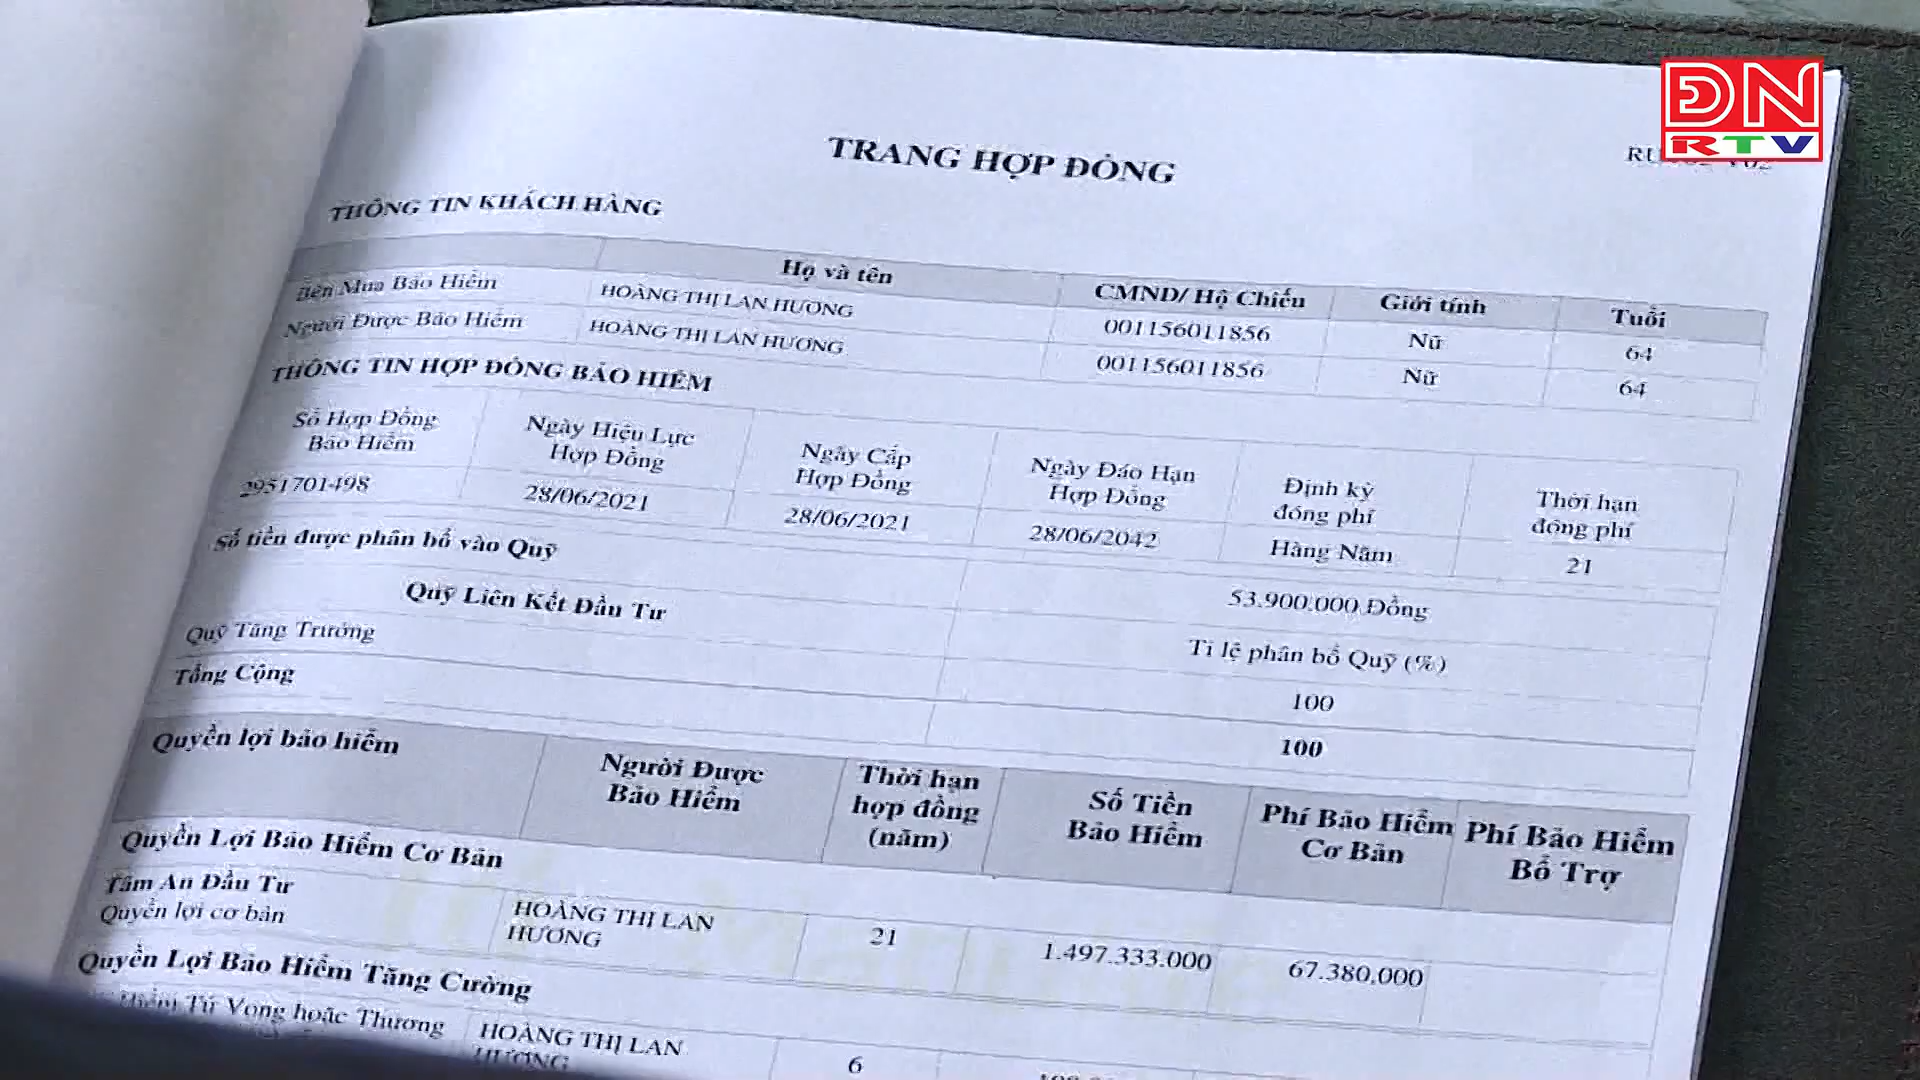 ĐN
RTV
TRANG HỢP ĐỒNG
THÔNG TIN KHÁCH HÀNG
Họ và tên CMND/ Hộ Chiếu Giới tính Tuổi
Bên Mua Bảo Hiểm HOÀNG THỊ LAN HƯƠNG 001156011856 Nữ 64
Người Được Bảo Hiểm HOÀNG THỊ LAN HƯƠNG 001156011856 Nữ 64
THÔNG TIN HỢP ĐỒNG BẢO HIỂM
Số Hợp Đồng Bảo Hiểm Ngày Hiệu Lực Hợp Đồng Ngày Cấp Hợp Đồng Ngày Đáo Hạn Hợp Đồng Định kỳ đóng phí Thời hạn đóng phí
2951701498 28/06/2021 28/06/2021 28/06/2042 Hàng Năm 21
Số tiền được phân bổ vào Quỹ 53.900.000 Đồng
Quỹ Liên Kết Đầu Tư Tỉ lệ phân bổ Quỹ (%)
Quỹ Tăng Trưởng 100
Tổng Cộng 100
Quyền lợi bảo hiểm Người Được Bảo Hiểm Thời hạn hợp đồng (năm) Số Tiền Bảo Hiểm Phí Bảo Hiểm Cơ Bản Phí Bảo Hiểm Bổ Trợ
Quyền Lợi Bảo Hiểm Cơ Bản
Tâm An Đầu Tư
Quyền lợi cơ bản HOÀNG THỊ LAN HƯƠNG 21 1.497.333.000 67.380.000
Quyền Lợi Bảo Hiểm Tăng Cường
Hiểm Tử Vong hoặc Thương HOÀNG THỊ LAN HƯƠNG 6